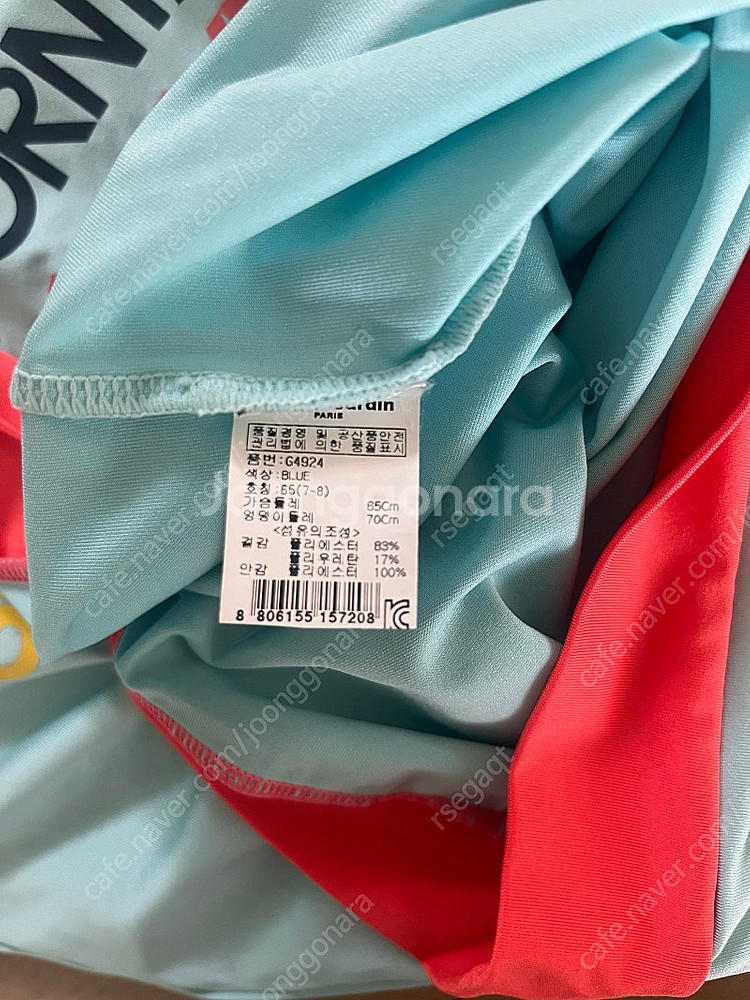 ORNI
ardin
PARIS
품질경영 및 공산품안전
관리법에 의한 품질표시
품번:G4924
색상:BLUE
호칭:65(7-8)
가슴둘레 65Cm
엉덩이둘레 70Cm
<섬유의조성>
겉감 폴리에스터 83%
폴리우레탄 17%
안감 폴리에스터 100%
8 806155 157208
Joonggonara
cafe.naver.com/joonggonara
rsegaqt